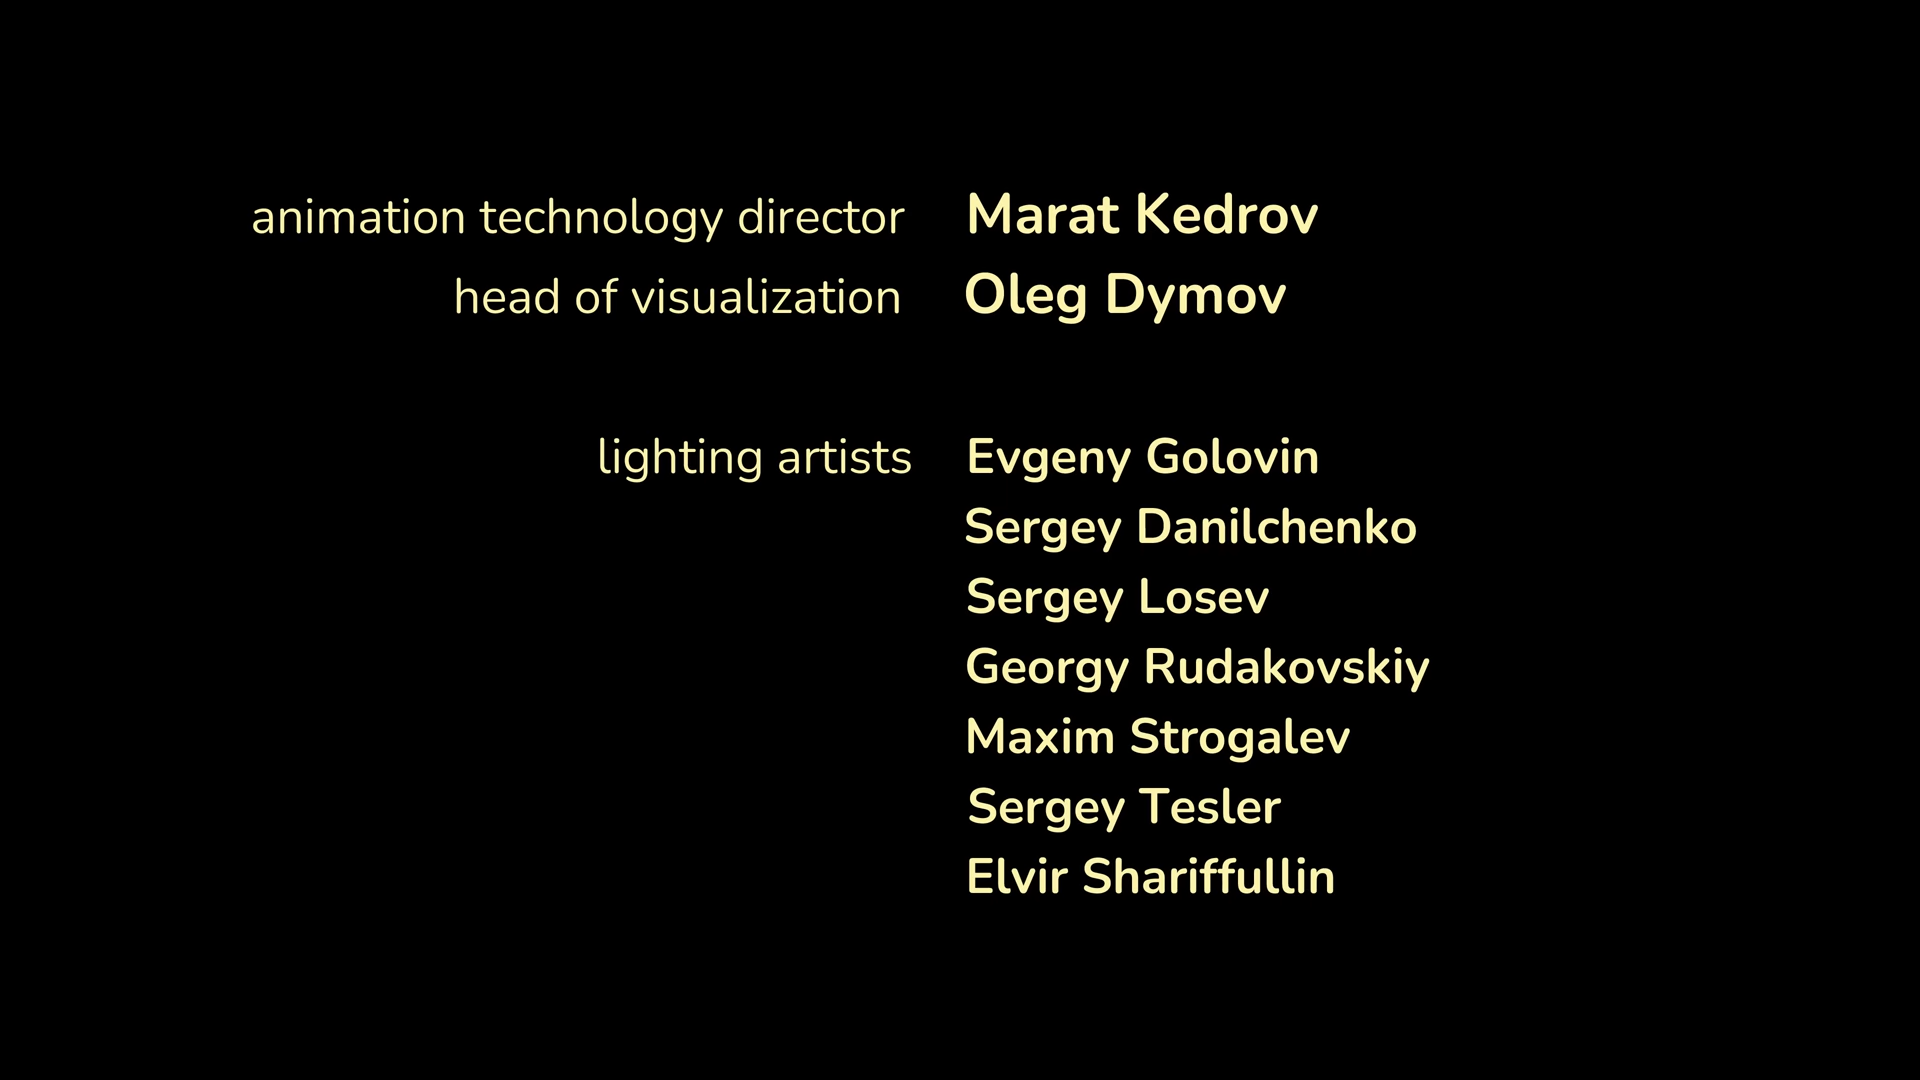 animation technology director Marat Kedrov
head of visualization Oleg Dymov
lighting artists Evgeny Golovin
Sergey Danilchenko
Sergey Losev
Georgy Rudakovskiy
Maxim Strogalev
Sergey Tesler
Elvir Shariffullin